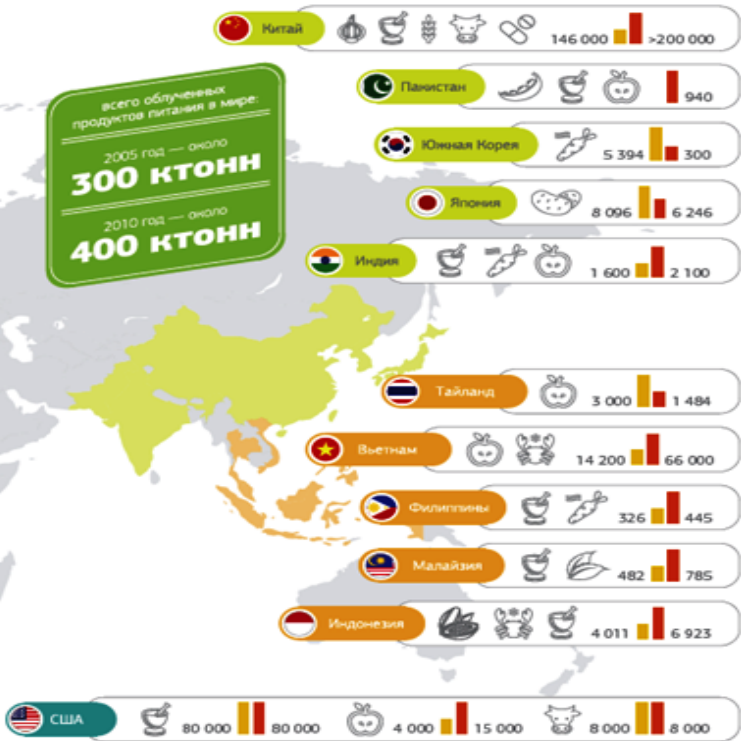 Китай
146 000 >200 000
Пакистан
940
всего облученных
продуктов питания в мире:
2005 год — около
300 ктонн
2010 год — около
400 ктонн
Южная Корея
5 394 300
Япония
8 096 6 246
Индия
1 600 2 100
Тайланд
3 000 1 484
Вьетнам
14 200 66 000
Филиппины
326 445
Малайзия
482 785
Индонезия
4 011 6 923
США
80 000 80 000 4 000 15 000 8 000 8 000